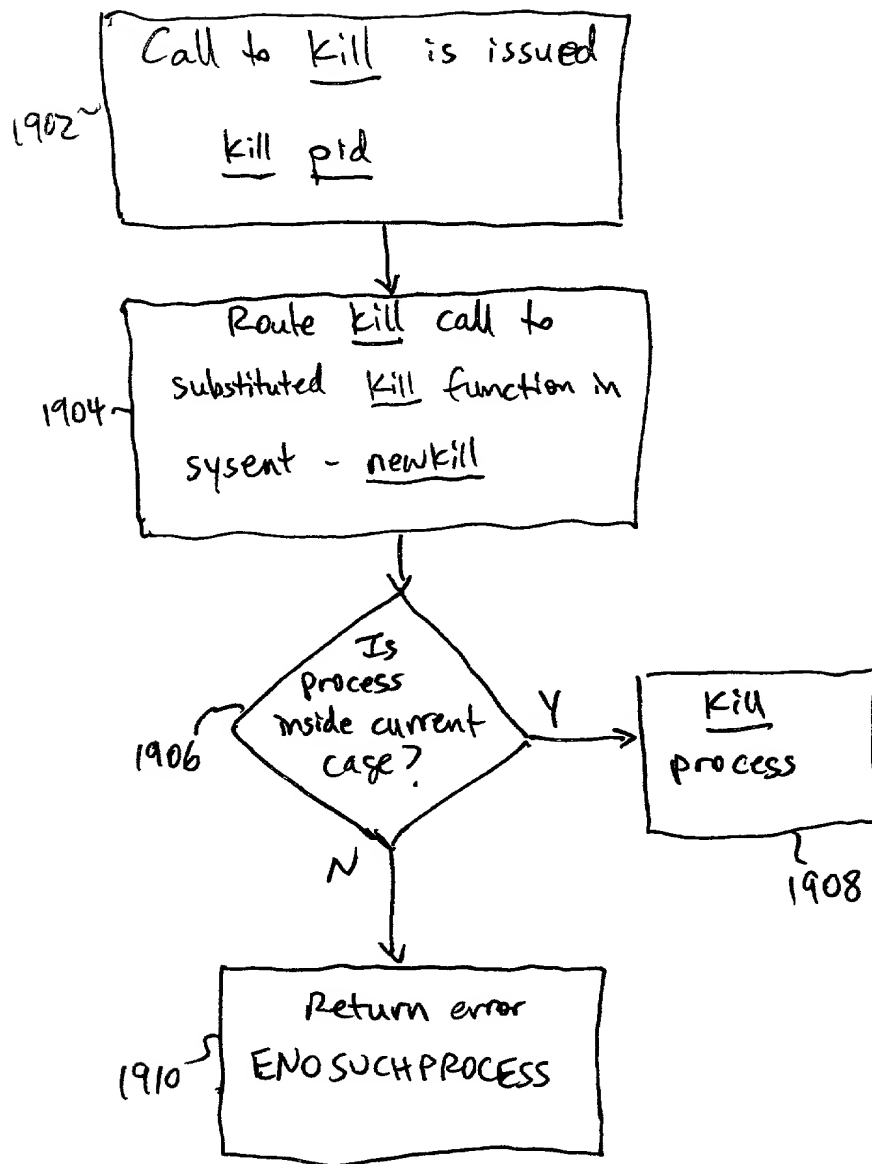 Call to kill is issued
1902
kill pid
Route kill call to
substituted kill function in
1904
sysent - newkill
Is
process
inside current
case?
1906
Y
kill
process
1908
N
Return error
ENOSUCHPROCESS
1910